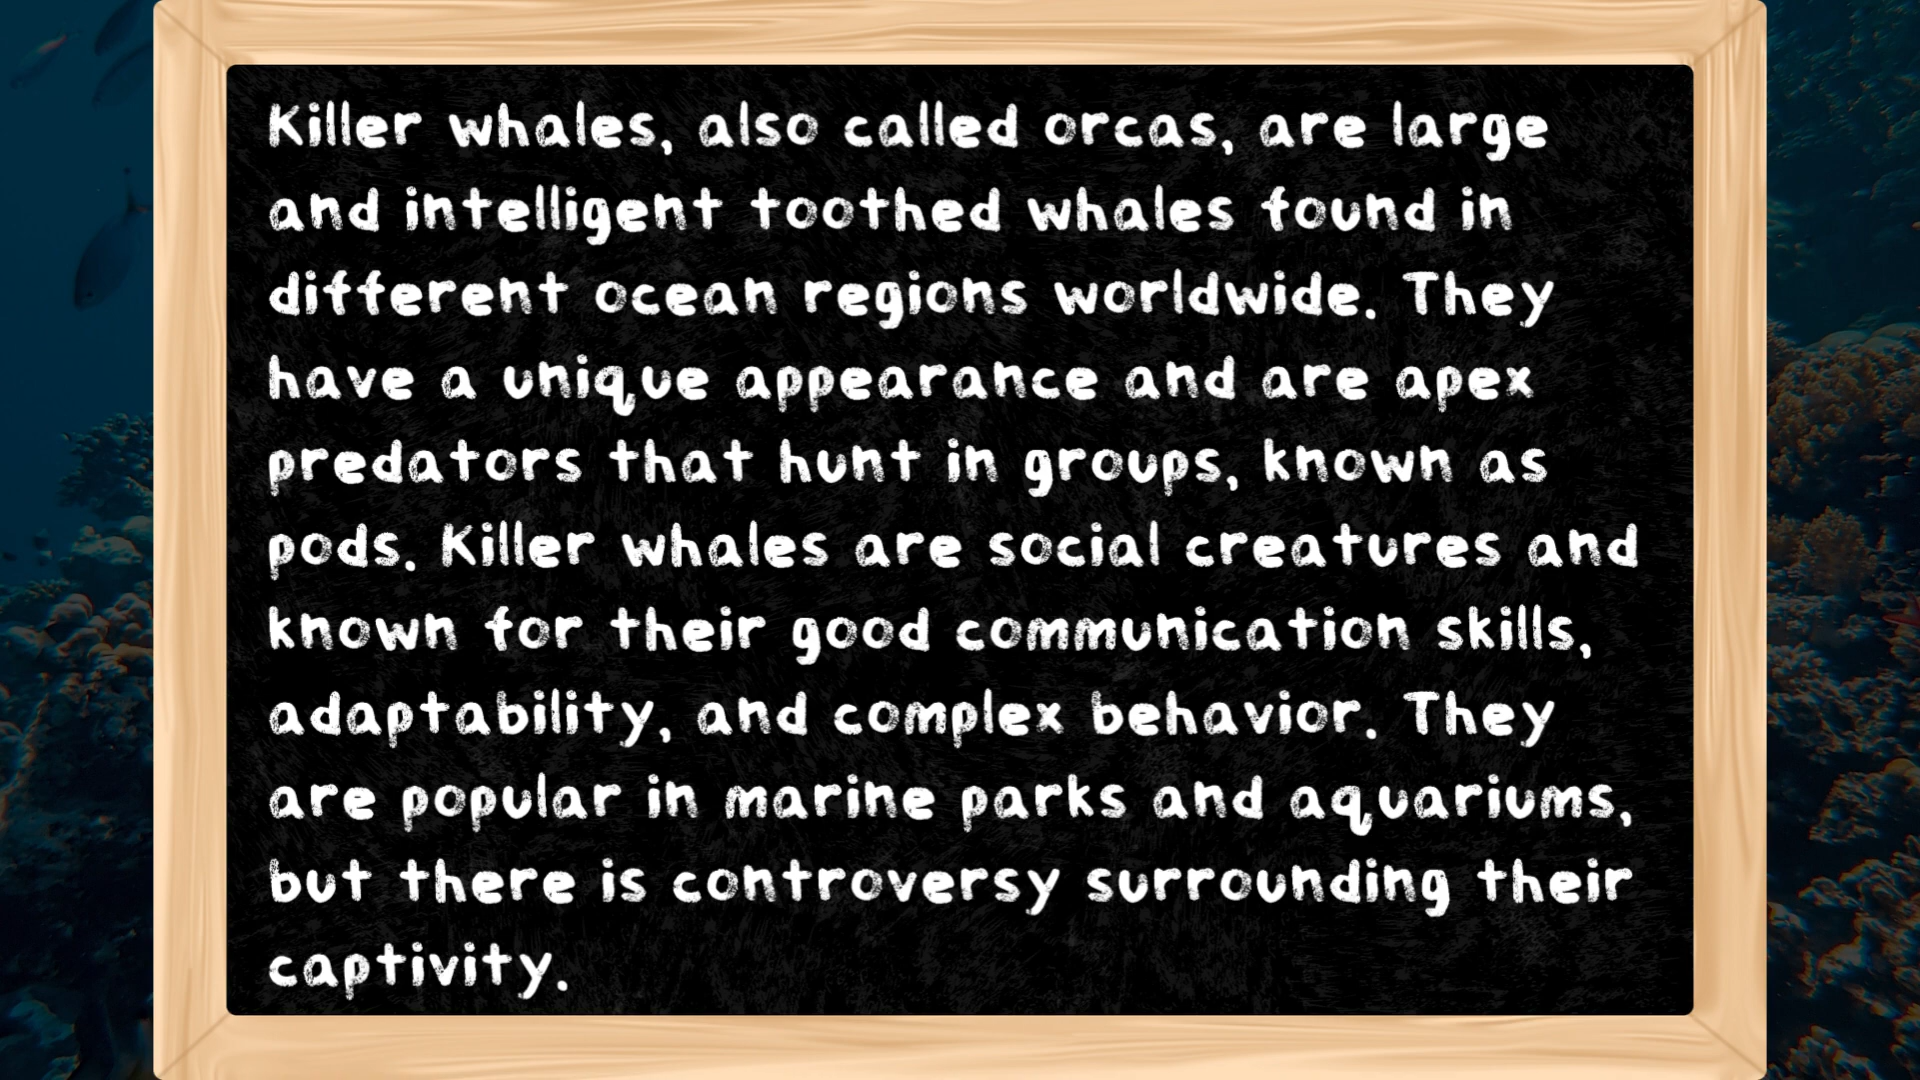 Killer whales, also called orcas, are large
and intelligent toothed whales found in
different ocean regions worldwide. They
have a unique appearance and are apex
predators that hunt in groups, known as
pods. Killer whales are social creatures and
known for their good communication skills,
adaptability, and complex behavior. They
are popular in marine parks and aquariums,
but there is controversy surrounding their
captivity.